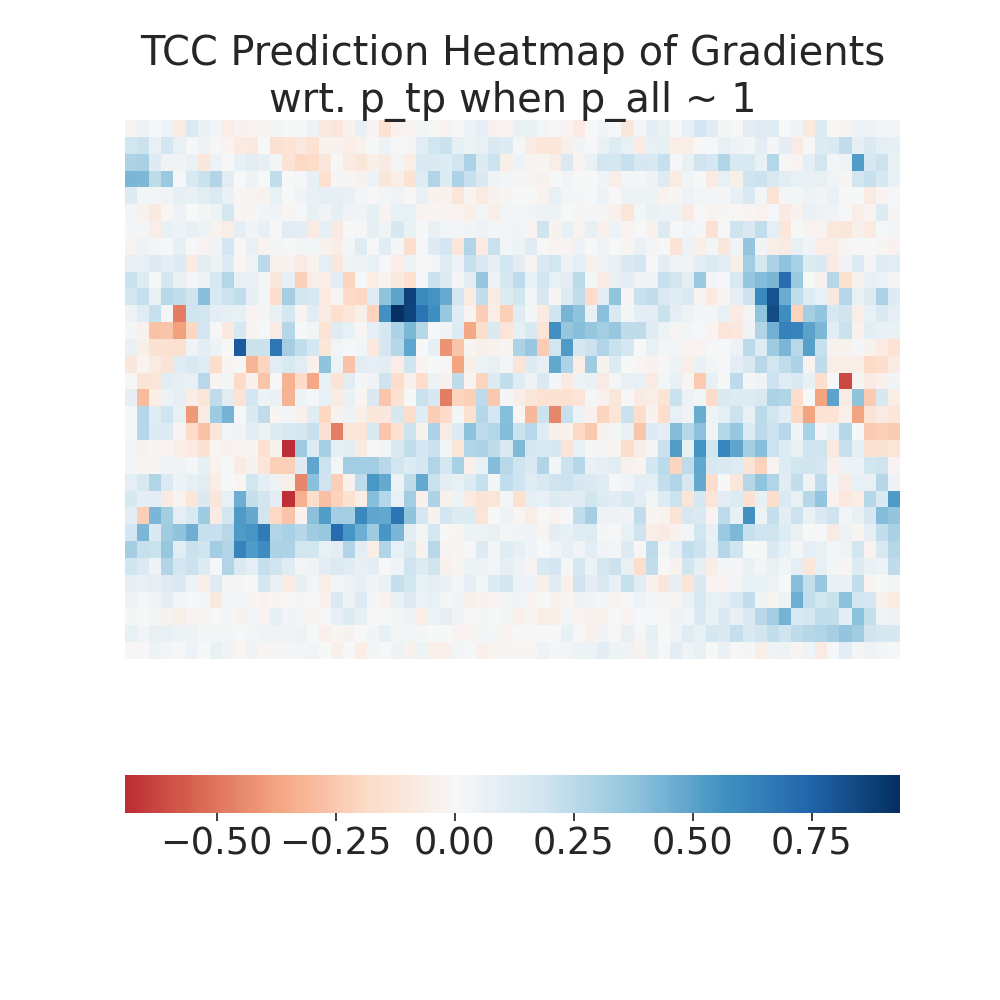 TCC Prediction Heatmap of Gradients
wrt. p_tp when p_all ~ 1
−0.50 −0.25 0.00 0.25 0.50 0.75